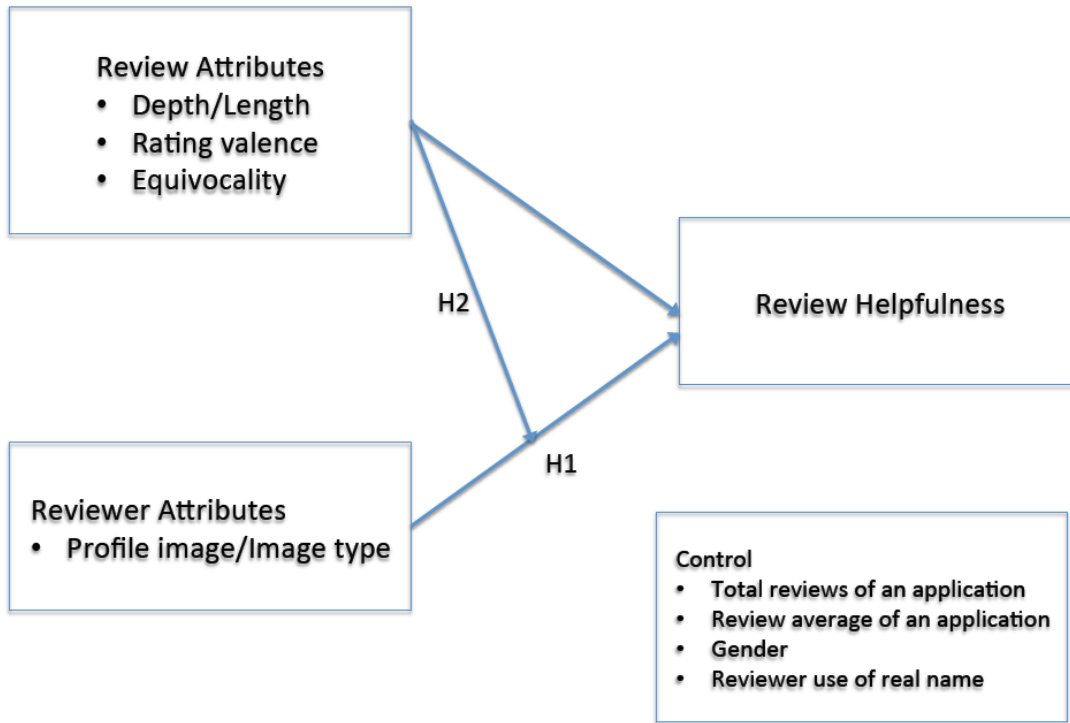 Review Attributes
• Depth/Length
• Rating valence
• Equivocality
H2
Review Helpfulness
H1
Reviewer Attributes
• Profile image/Image type
Control
• Total reviews of an application
• Review average of an application
• Gender
• Reviewer use of real name